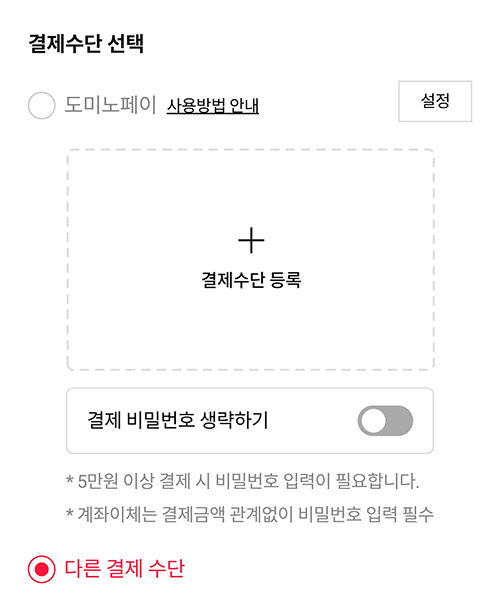 결제수단 선택
도미노페이 사용방법 안내 설정
결제수단 등록
결제 비밀번호 생략하기
* 5만원 이상 결제 시 비밀번호 입력이 필요합니다.
* 계좌이체는 결제금액 관계없이 비밀번호 입력 필수
다른 결제 수단